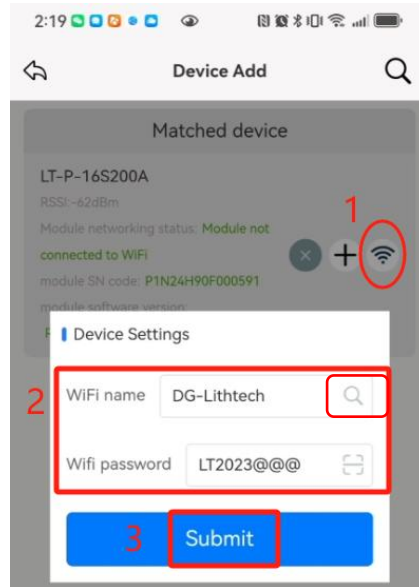 2:19
Device Add
Matched device
LT-P-16S200A
1
RSSI:-62dBm
Module networking status: Module not
connected to WiFi
module SN code: P1N24H90F000591
module software version:
Device Settings
2
WiFi name DG-Lithtech
Wifi password LT2023@@@
3 Submit